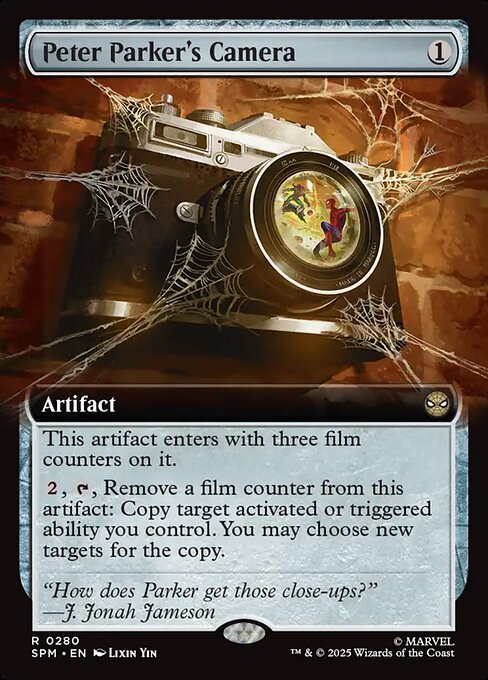 Peter Parker's Camera 1
Artifact
This artifact enters with three film
counters on it.
2, , Remove a film counter from this
artifact: Copy target activated or triggered
ability you control. You may choose new
targets for the copy.
“How does Parker get those close-ups?”
—J. Jonah Jameson
R 0280
SPM • EN Lixin Yin
© MARVEL
™ & © 2025 Wizards of the Coast